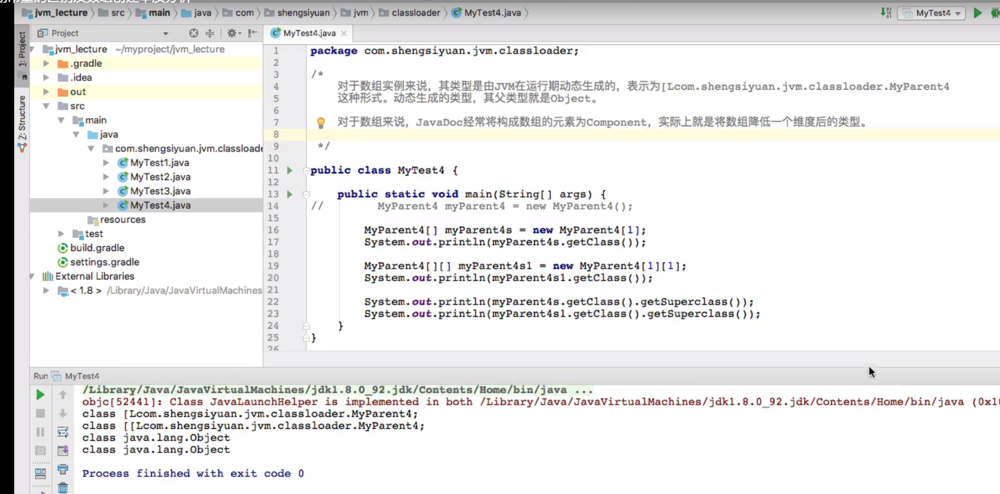 jvm_lecture src main java com shengsiyuan jvm classloader MyTest4.java
MyTest4
1: Project
Z: Structure
Project
jvm_lecture ~/myproject/jvm_lecture
.gradle
.idea
out
src
main
java
com.shengsiyuan.jvm.classloade
MyTest1.java
MyTest2.java
MyTest3.java
MyTest4.java
resources
test
build.gradle
settings.gradle
External Libraries
< 1.8 > /Library/Java/JavaVirtualMachines
MyTest4.java
1 package com.shengsiyuan.jvm.classloader;
2
3 /*
4 对于数组实例来说，其类型是由JVM在运行期动态生成的，表示为[Lcom.shengsiyuan.jvm.classloader.MyParent4
5 这种形式。动态生成的类型，其父类型就是Object。
6
7 对于数组来说，JavaDoc经常将构成数组的元素为Component，实际上就是将数组降低一个维度后的类型。
8
9 */
10
11 public class MyTest4 {
12
13 public static void main(String[] args) {
14 // MyParent4 myParent4 = new MyParent4();
15
16 MyParent4[] myParent4s = new MyParent4[1];
17 System.out.println(myParent4s.getClass());
18
19 MyParent4[][] myParent4s1 = new MyParent4[1][1];
20 System.out.println(myParent4s1.getClass());
21
22 System.out.println(myParent4s.getClass().getSuperclass());
23 System.out.println(myParent4s1.getClass().getSuperclass());
24 }
25 }
26
Run MyTest4
/Library/Java/JavaVirtualMachines/jdk1.8.0_92.jdk/Contents/Home/bin/java ...
objc[52441]: Class JavaLaunchHelper is implemented in both /Library/Java/JavaVirtualMachines/jdk1.8.0_92.jdk/Contents/Home/bin/java (0x10
class [Lcom.shengsiyuan.jvm.classloader.MyParent4;
class [[Lcom.shengsiyuan.jvm.classloader.MyParent4;
class java.lang.Object
class java.lang.Object
Process finished with exit code 0